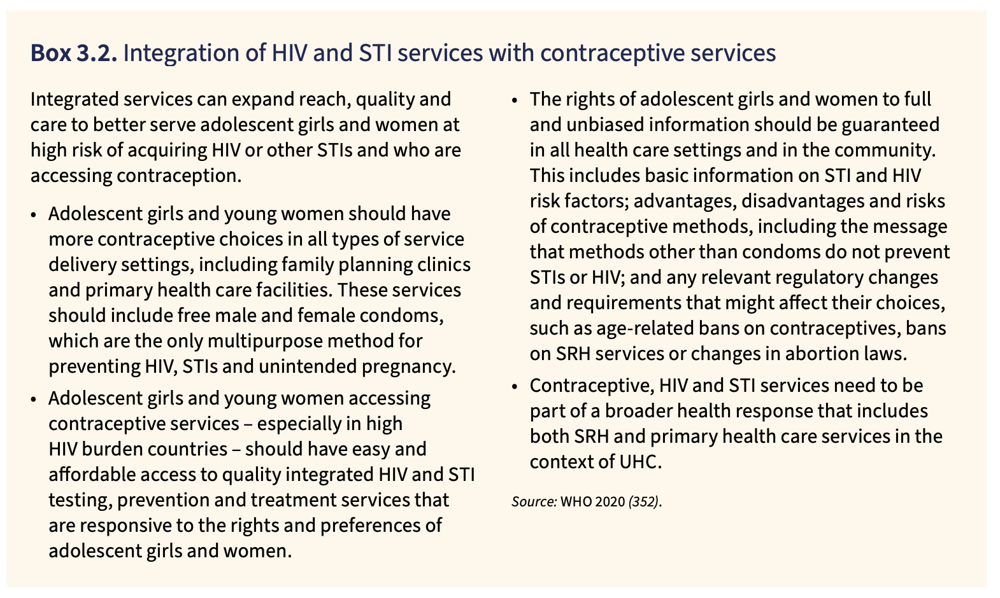 Box 3.2. Integration of HIV and STI services with contraceptive services
Integrated services can expand reach, quality and
care to better serve adolescent girls and women at
high risk of acquiring HIV or other STIs and who are
accessing contraception.
• Adolescent girls and young women should have
more contraceptive choices in all types of service
delivery settings, including family planning clinics
and primary health care facilities. These services
should include free male and female condoms,
which are the only multipurpose method for
preventing HIV, STIs and unintended pregnancy.
• Adolescent girls and young women accessing
contraceptive services – especially in high
HIV burden countries – should have easy and
affordable access to quality integrated HIV and STI
testing, prevention and treatment services that
are responsive to the rights and preferences of
adolescent girls and women.
• The rights of adolescent girls and women to full
and unbiased information should be guaranteed
in all health care settings and in the community.
This includes basic information on STI and HIV
risk factors; advantages, disadvantages and risks
of contraceptive methods, including the message
that methods other than condoms do not prevent
STIs or HIV; and any relevant regulatory changes
and requirements that might affect their choices,
such as age-related bans on contraceptives, bans
on SRH services or changes in abortion laws.
• Contraceptive, HIV and STI services need to be
part of a broader health response that includes
both SRH and primary health care services in the
context of UHC.
Source: WHO 2020 (352).